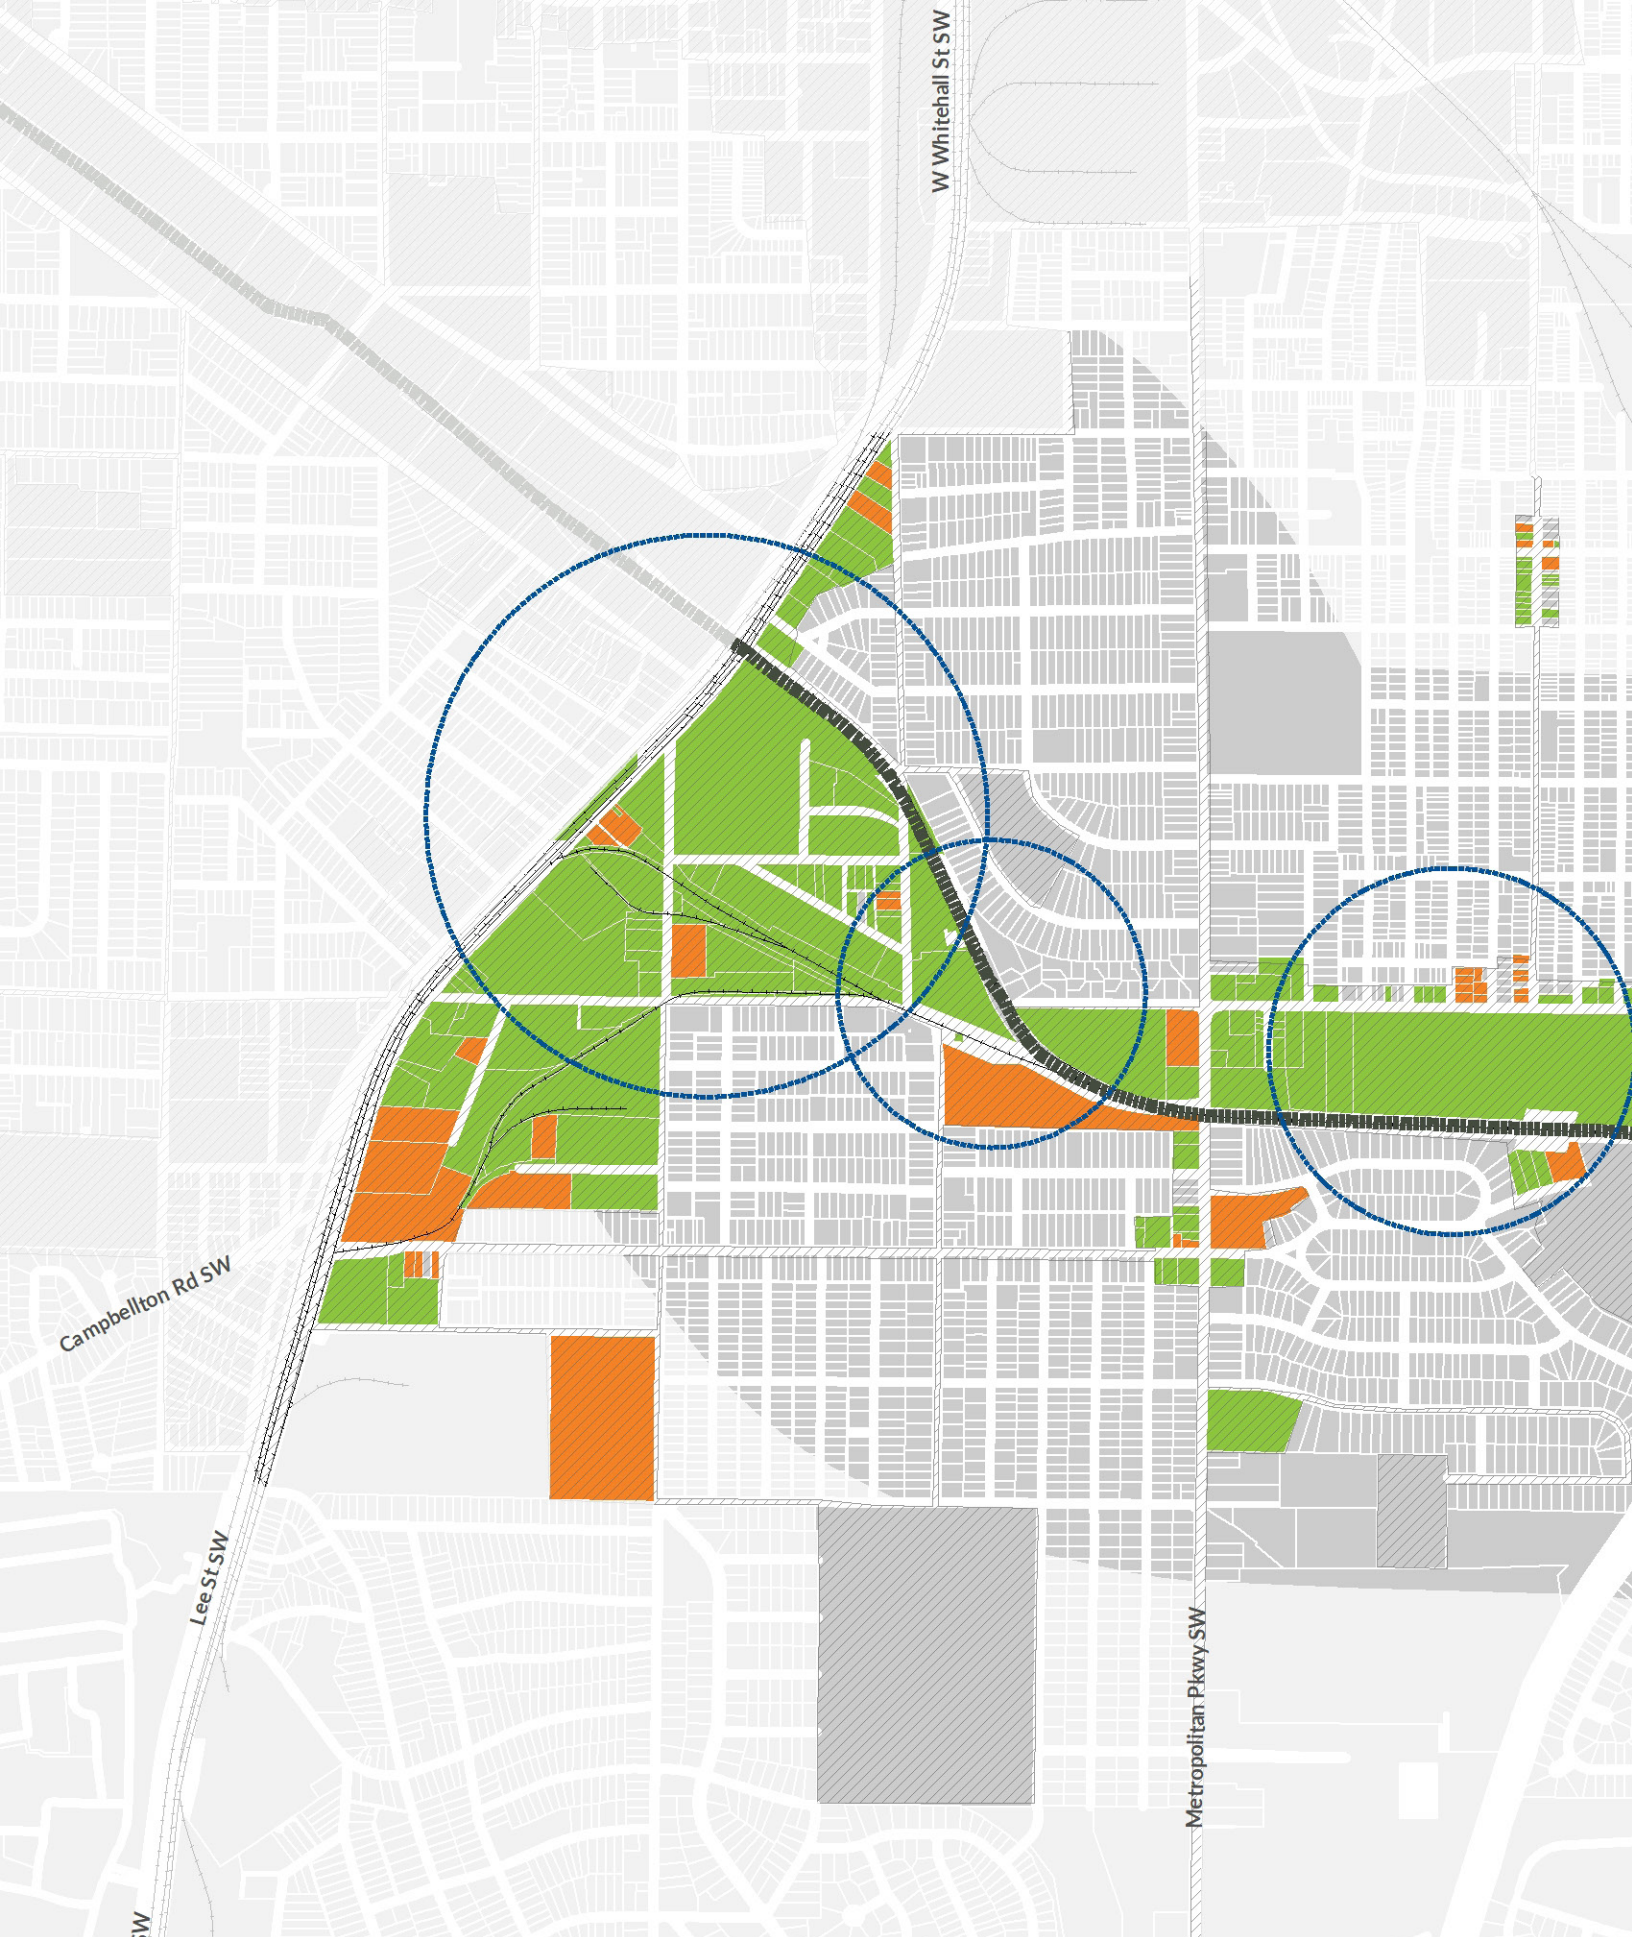 W Whitehall St SW
Campbellton Rd SW
Lee St SW
Metropolitan Pkwy SW
SW